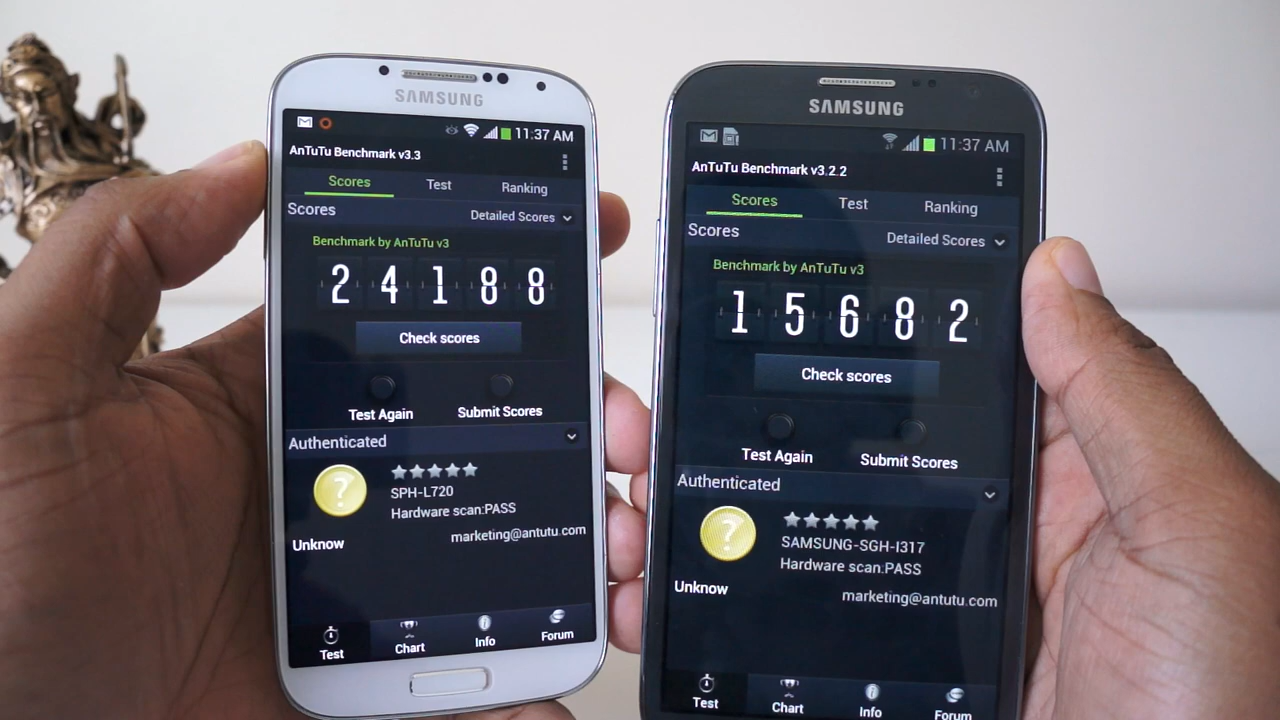 SAMSUNG
11:37 AM
AnTuTu Benchmark v3.3
Scores Test Ranking
Scores Detailed Scores
Benchmark by AnTuTu v3
24188
Check scores
Test Again Submit Scores
Authenticated
?
SPH-L720
Hardware scan:PASS
marketing@antutu.com
Unknow
Test Chart Info Forum
SAMSUNG
11:37 AM
AnTuTu Benchmark v3.2.2
Scores Test Ranking
Scores Detailed Scores
Benchmark by AnTuTu v3
15682
Check scores
Test Again Submit Scores
Authenticated
?
SAMSUNG-SGH-I317
Hardware scan:PASS
Unknow
marketing@antutu.com
Test Chart Info Forum